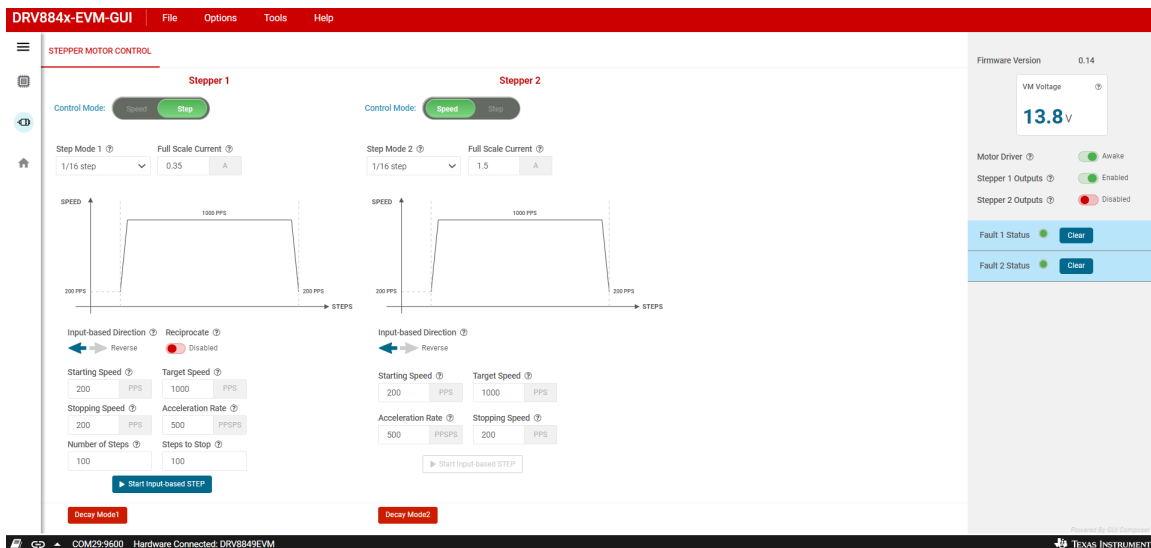 DRV884x-EVM-GUI File Options Tools Help
STEPPER MOTOR CONTROL
Stepper 1
Control Mode: Speed Step
Step Mode 1 Full Scale Current
1/16 step 0.35 A
SPEED
1000 PPS
200 PPS 200 PPS
STEPS
Input-based Direction Reciprocate
Reverse Disabled
Starting Speed Target Speed
200 PPS 1000 PPS
Stopping Speed Acceleration Rate
200 PPS 500 PPSPS
Number of Steps Steps to Stop
100 100
Start Input-based STEP
Decay Mode1
Stepper 2
Control Mode: Speed Step
Step Mode 2 Full Scale Current
1/16 step 1.5 A
SPEED
1000 PPS
200 PPS 200 PPS
STEPS
Input-based Direction
Reverse
Starting Speed Target Speed
200 PPS 1000 PPS
Acceleration Rate Stopping Speed
500 PPSPS 200 PPS
Start Input-based STEP
Decay Mode2
Firmware Version 0.14
VM Voltage
13.8 V
Motor Driver Awake
Stepper 1 Outputs Enabled
Stepper 2 Outputs Disabled
Fault 1 Status Clear
Fault 2 Status Clear
Powered By GUI Composer
COM29:9600 Hardware Connected: DRV8849EVM
TEXAS INSTRUMENT